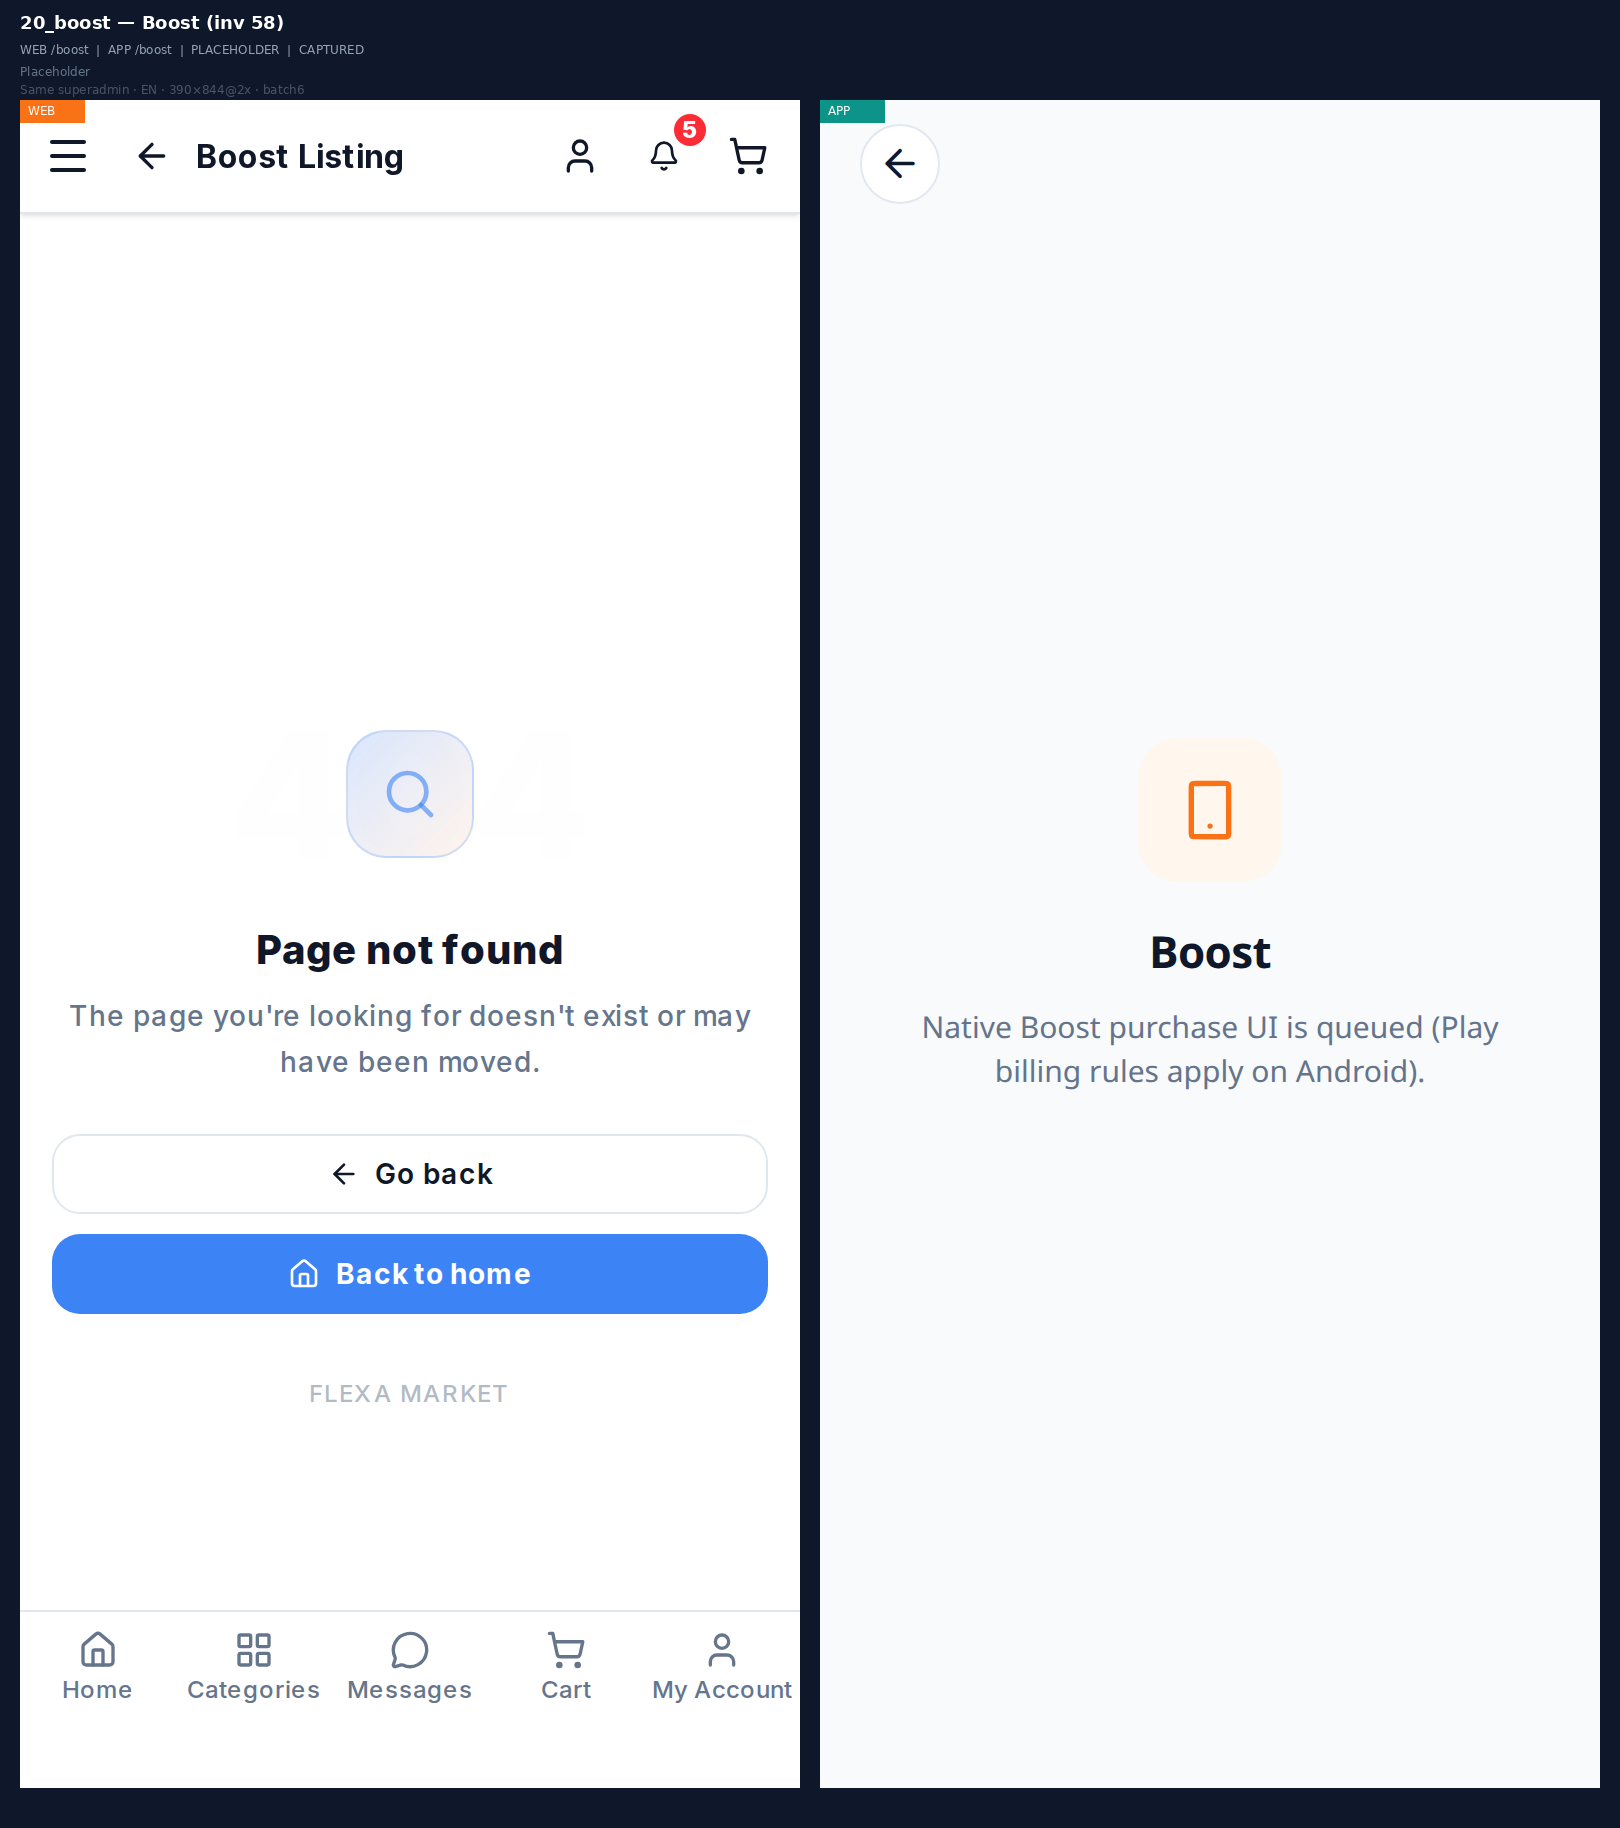 20_boost — Boost (inv 58)
WEB /boost | APP /boost | PLACEHOLDER | CAPTURED
Placeholder
Same superadmin · EN · 390×844@2x · batch6
WEB
Boost Listing
5
4 4
Page not found
The page you're looking for doesn't exist or may
have been moved.
Go back
Back to home
FLEXA MARKET
Home
Categories
Messages
Cart
My Account
APP
Boost
Native Boost purchase UI is queued (Play
billing rules apply on Android).